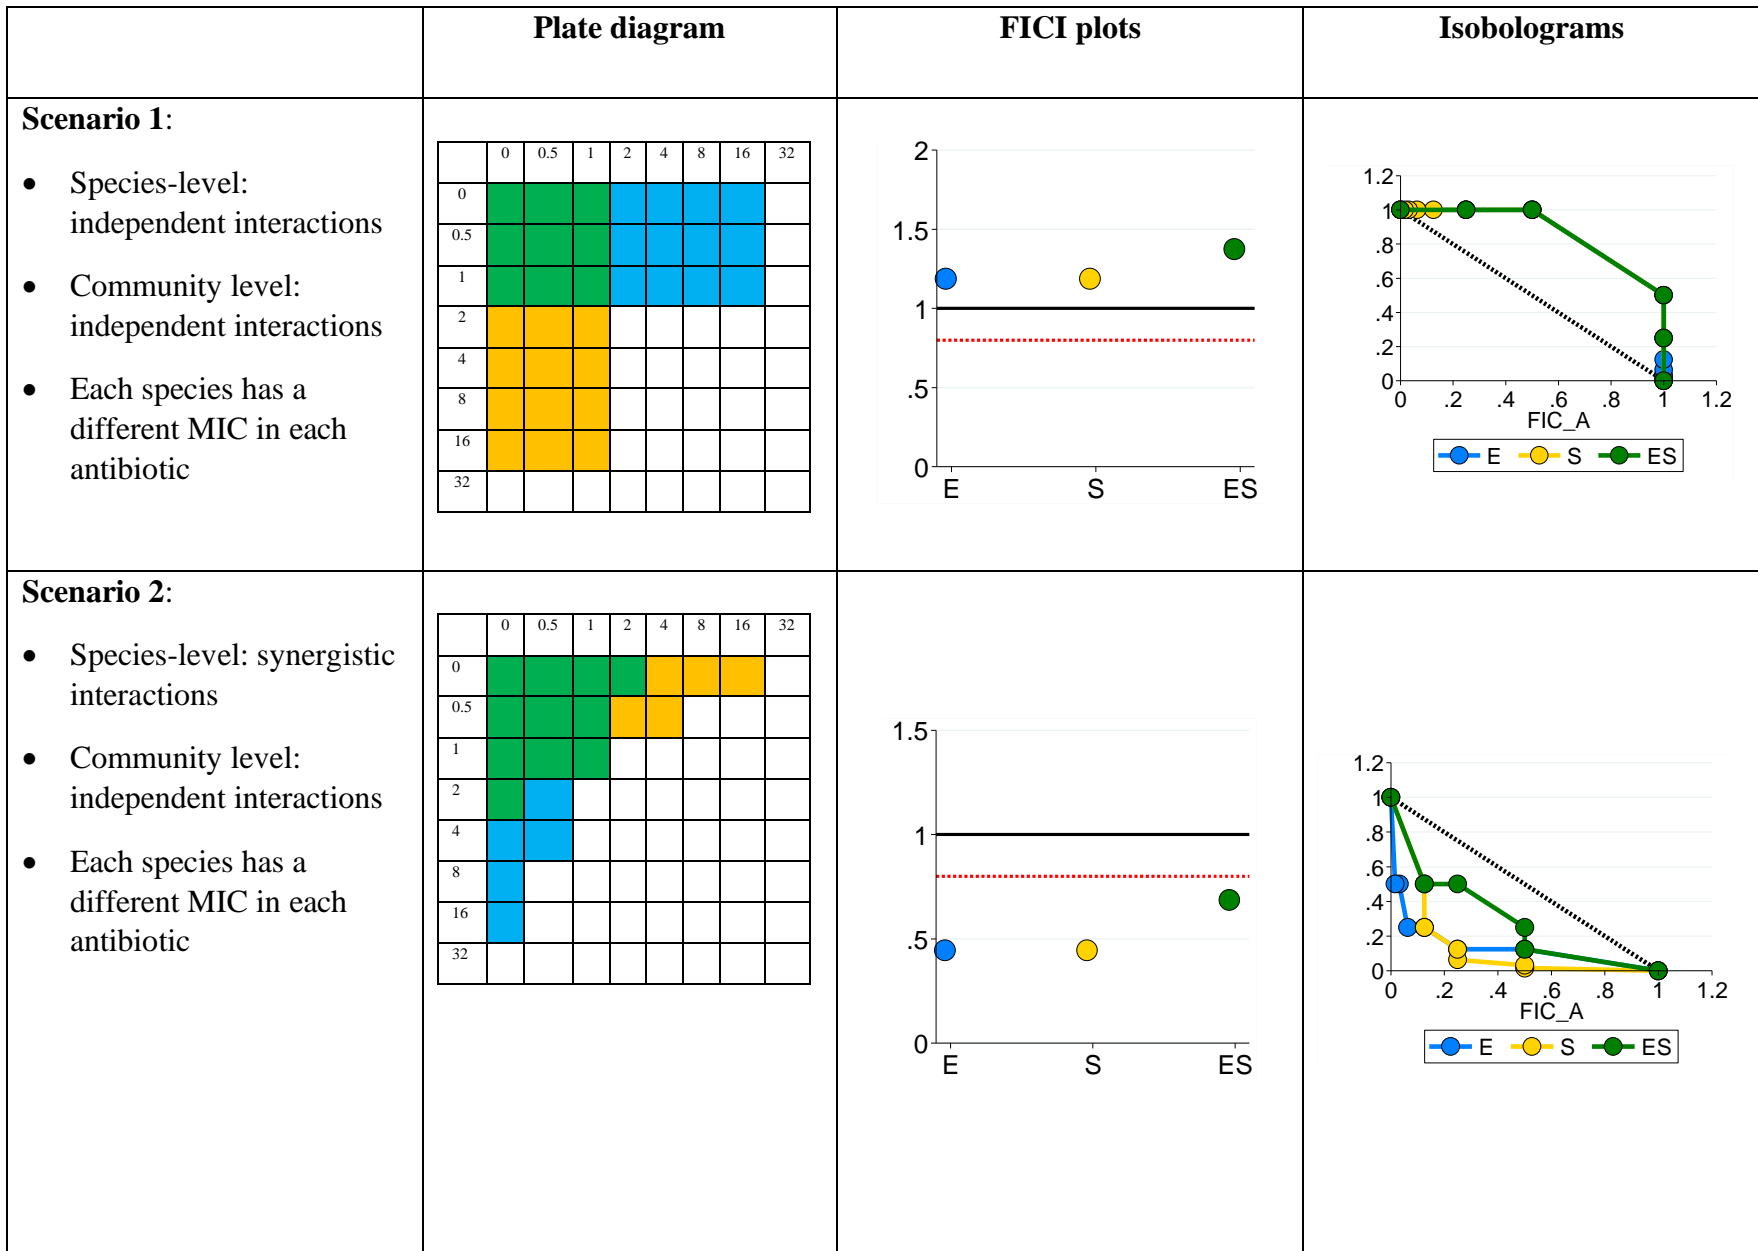 Plate diagram
FICI plots
Isobolograms
Scenario 1:
• Species-level:
independent interactions
• Community level:
independent interactions
• Each species has a
different MIC in each
antibiotic
0 0.5 1 2 4 8 16 32
0
0.5
1
2
4
8
16
32
2
1.5
1
.5
0
E S ES
1.2
1
.8
.6
.4
.2
0
0 .2 .4 .6 .8 1 1.2
FIC_A
E S ES
Scenario 2:
• Species-level: synergistic
interactions
• Community level:
independent interactions
• Each species has a
different MIC in each
antibiotic
0 0.5 1 2 4 8 16 32
0
0.5
1
2
4
8
16
32
1.5
1
.5
0
E S ES
1.2
1
.8
.6
.4
.2
0
0 .2 .4 .6 .8 1 1.2
FIC_A
E S ES